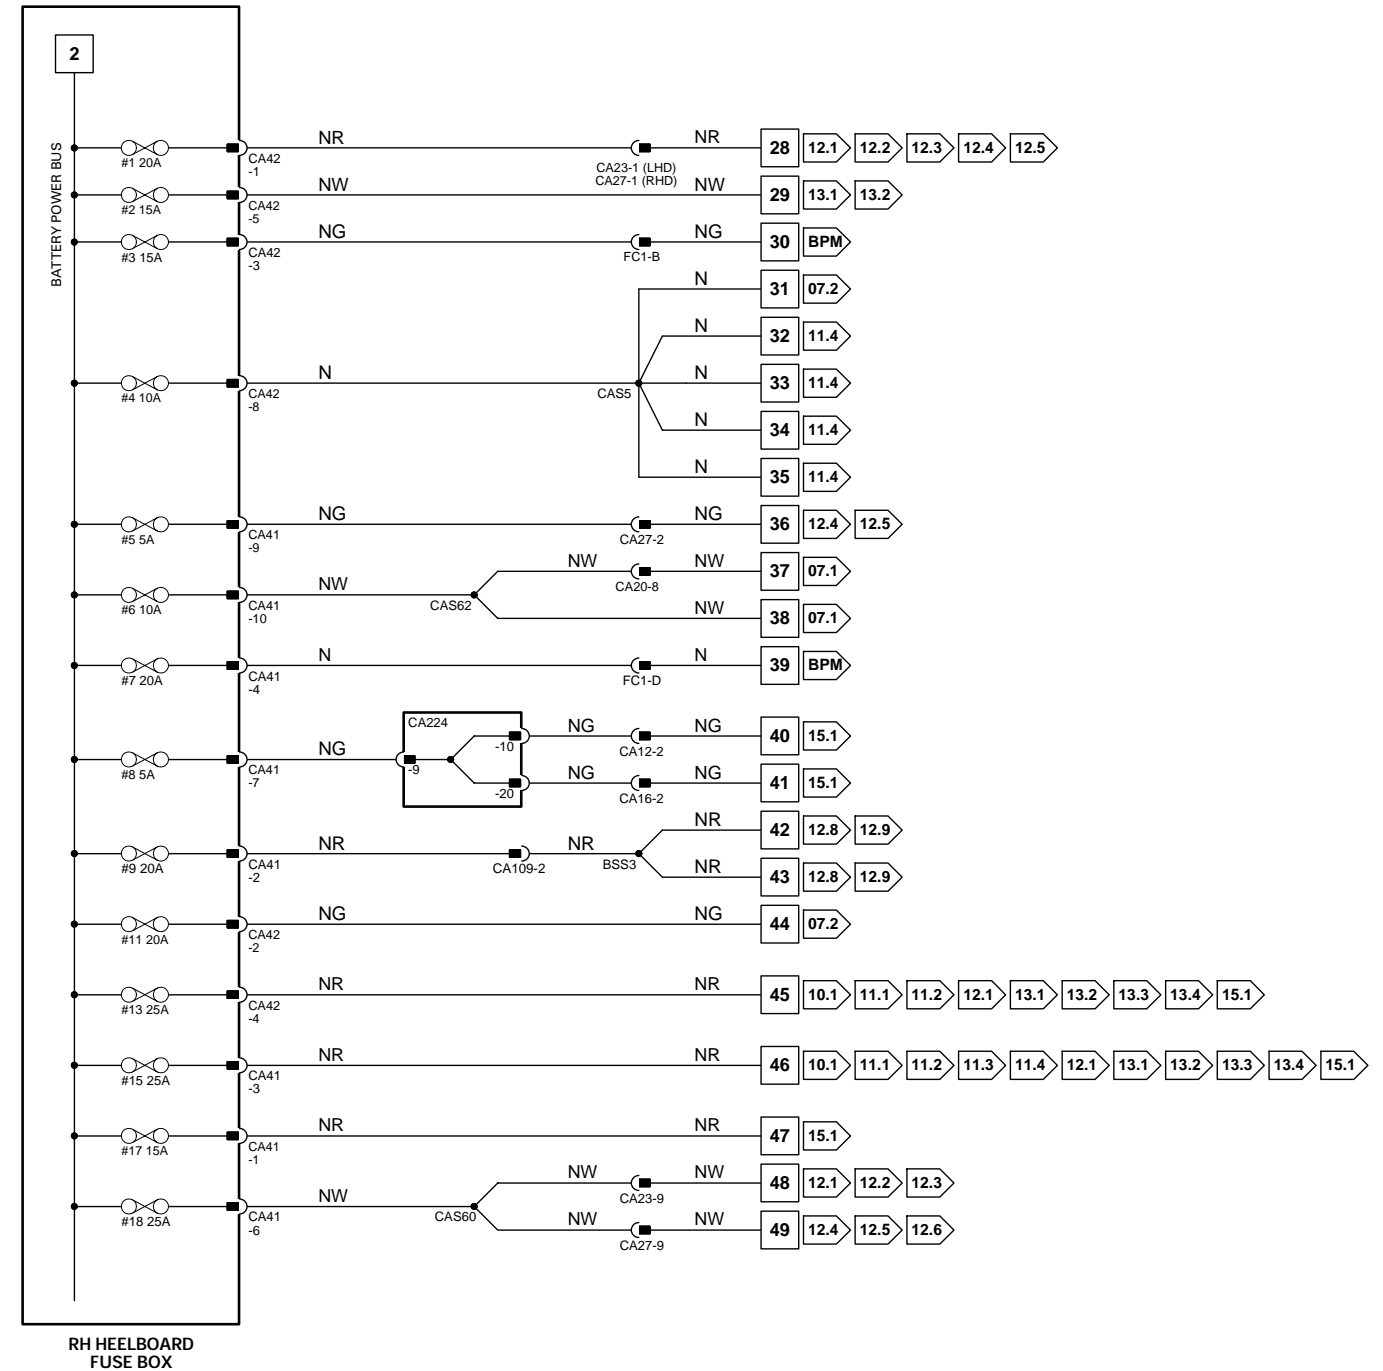 2
BATTERY POWER BUS
#1 20A
CA42
-1
NR
CA23-1 (LHD)
CA27-1 (RHD)
NR
28 12.1 12.2 12.3 12.4 12.5
#2 15A
CA42
-5
NW
NW
29 13.1 13.2
#3 15A
CA42
-3
NG
FC1-B
NG
30 BPM
N
31 07.2
N
32 11.4
#4 10A
CA42
-8
N
CAS5
N
33 11.4
N
34 11.4
N
35 11.4
#5 5A
CA41
-9
NG
CA27-2
NG
36 12.4 12.5
#6 10A
CA41
-10
NW
CAS62
NW
CA20-8
NW
37 07.1
NW
38 07.1
#7 20A
CA41
-4
N
FC1-D
N
39 BPM
#8 5A
CA41
-7
NG
CA224
-9
-10
-20
NG
CA12-2
NG
40 15.1
NG
CA16-2
NG
41 15.1
#9 20A
CA41
-2
NR
CA109-2
NR
BSS3
NR
42 12.8 12.9
NR
43 12.8 12.9
#11 20A
CA42
-2
NG
NG
44 07.2
#13 25A
CA42
-4
NR
NR
45 10.1 11.1 11.2 12.1 13.1 13.2 13.3 13.4 15.1
#15 25A
CA41
-3
NR
NR
46 10.1 11.1 11.2 11.3 11.4 12.1 13.1 13.2 13.3 13.4 15.1
#17 15A
CA41
-1
NR
NR
47 15.1
#18 25A
CA41
-6
NW
CAS60
NW
CA23-9
NW
48 12.1 12.2 12.3
NW
CA27-9
NW
49 12.4 12.5 12.6
RH HEELBOARD
FUSE BOX